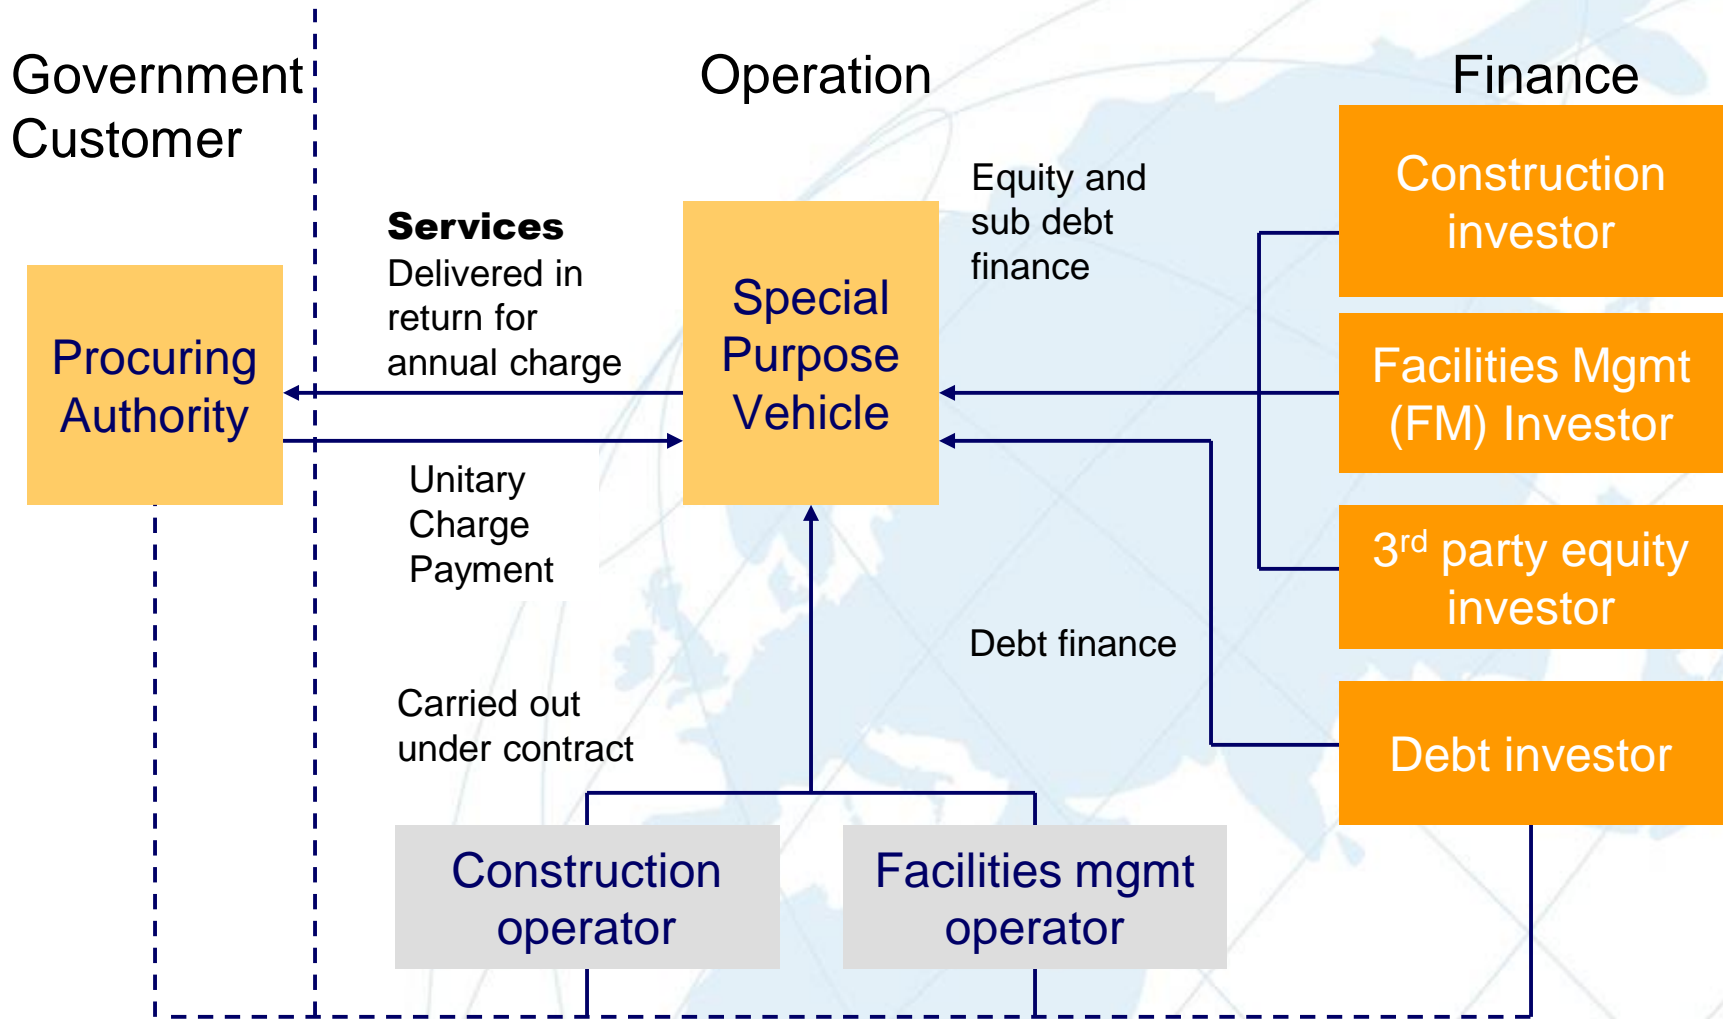 Government
Customer
Operation
Finance
Services
Delivered in
return for
annual charge
Procuring
Authority
Unitary
Charge
Payment
Special
Purpose
Vehicle
Equity and
sub debt
finance
Construction
investor
Facilities Mgmt
(FM) Investor
3rd party equity
investor
Debt finance
Debt investor
Carried out
under contract
Construction
operator
Facilities mgmt
operator